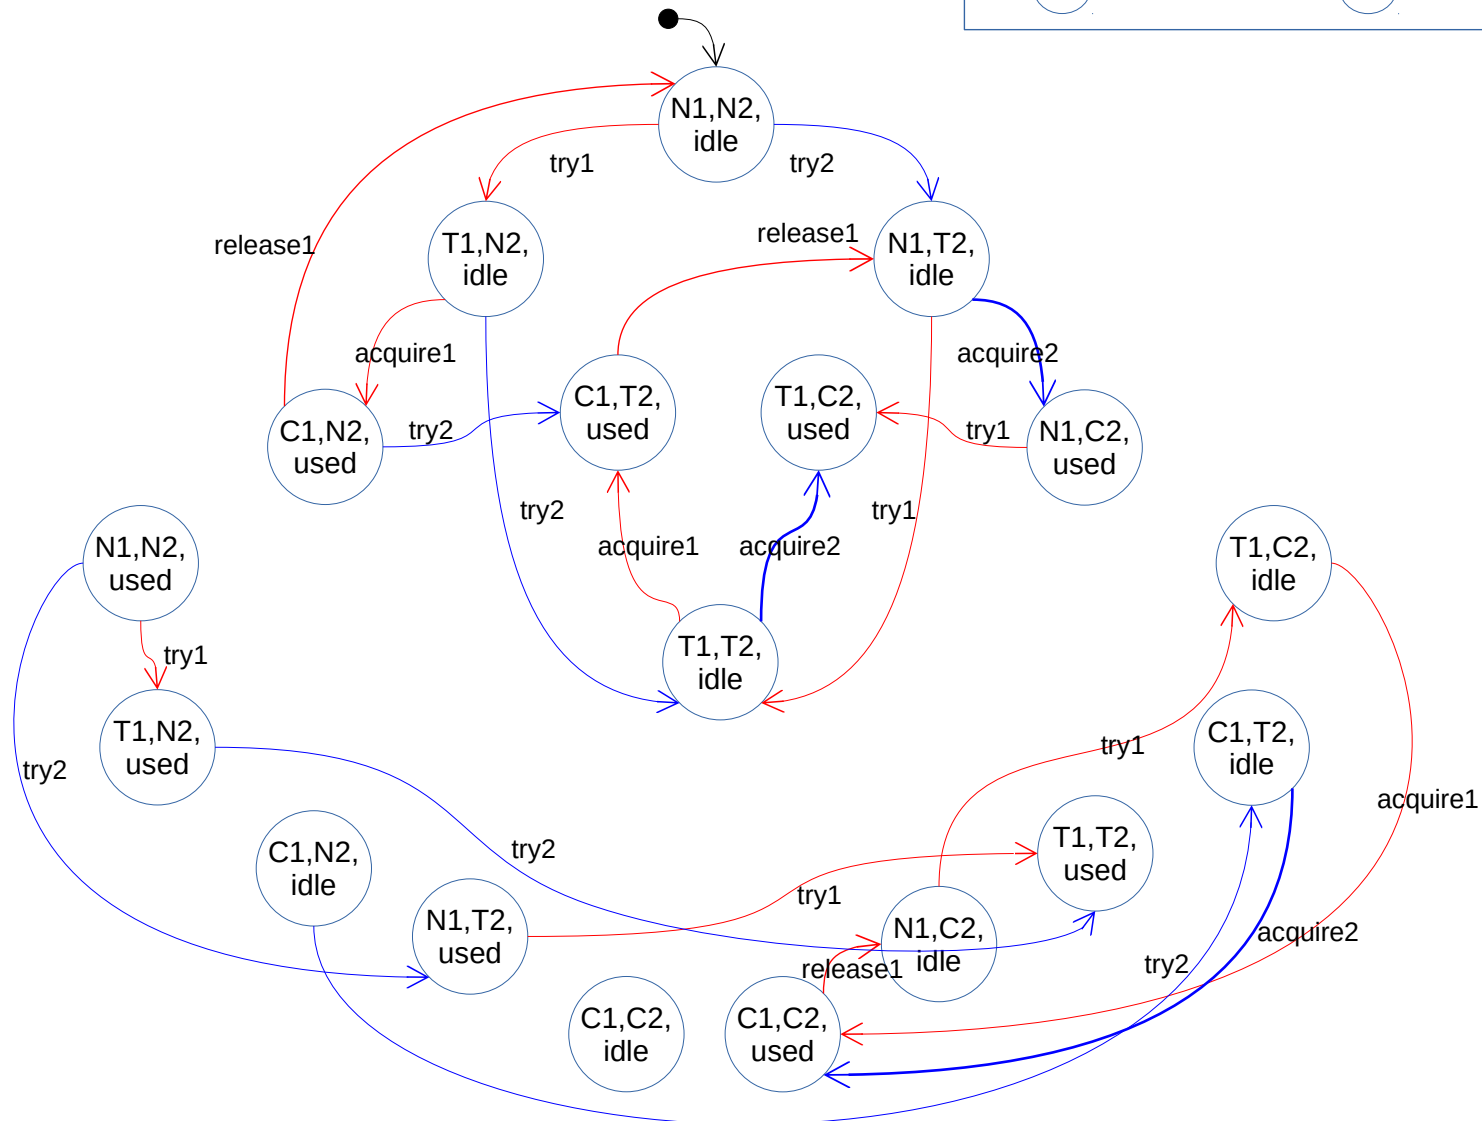 N1,N2,
idle
try1
try2
release1
T1,N2,
idle
release1
N1,T2,
idle
acquire1
acquire2
C1,N2,
used
try2
C1,T2,
used
T1,C2,
used
try1
N1,C2,
used
try2
try1
acquire1
acquire2
N1,N2,
used
T1,C2,
idle
try1
T1,T2,
idle
T1,N2,
used
try2
try1
C1,T2,
idle
acquire1
C1,N2,
idle
try2
T1,T2,
used
try1
N1,T2,
used
N1,C2,
idle
acquire2
release1
try2
C1,C2,
idle
C1,C2,
used